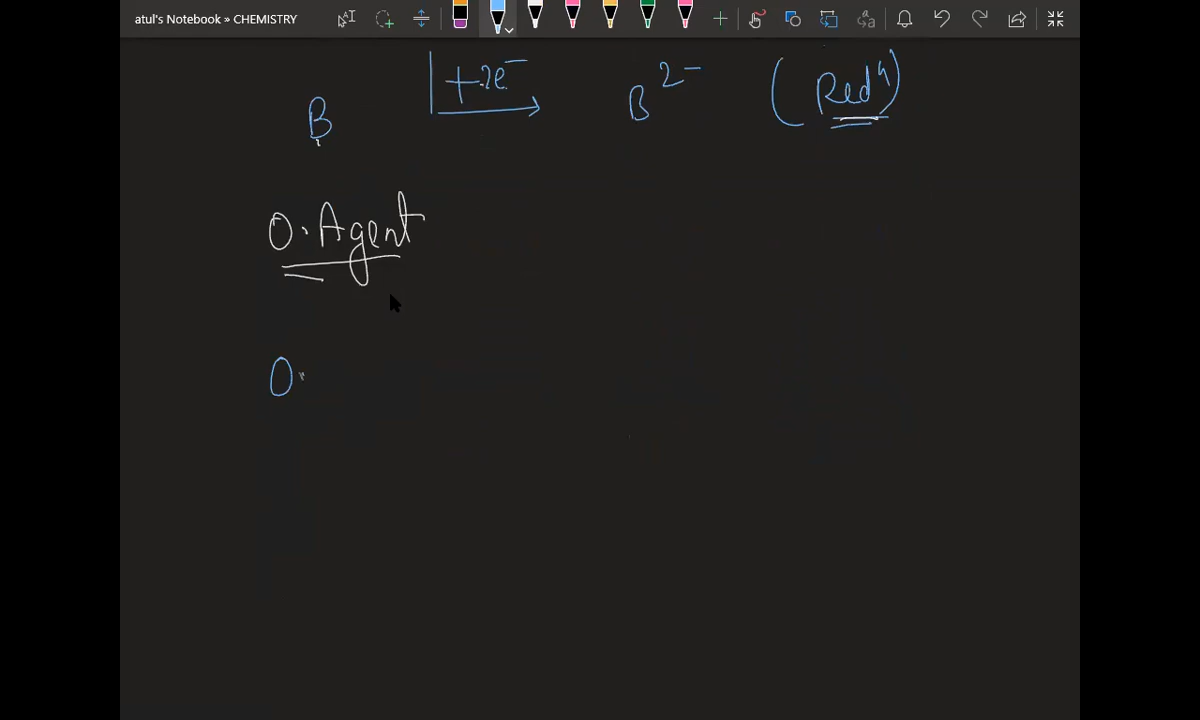 atul's Notebook » CHEMISTRY
B +2e⁻ → B²⁻ (Redⁿ)
O. Agent
O.